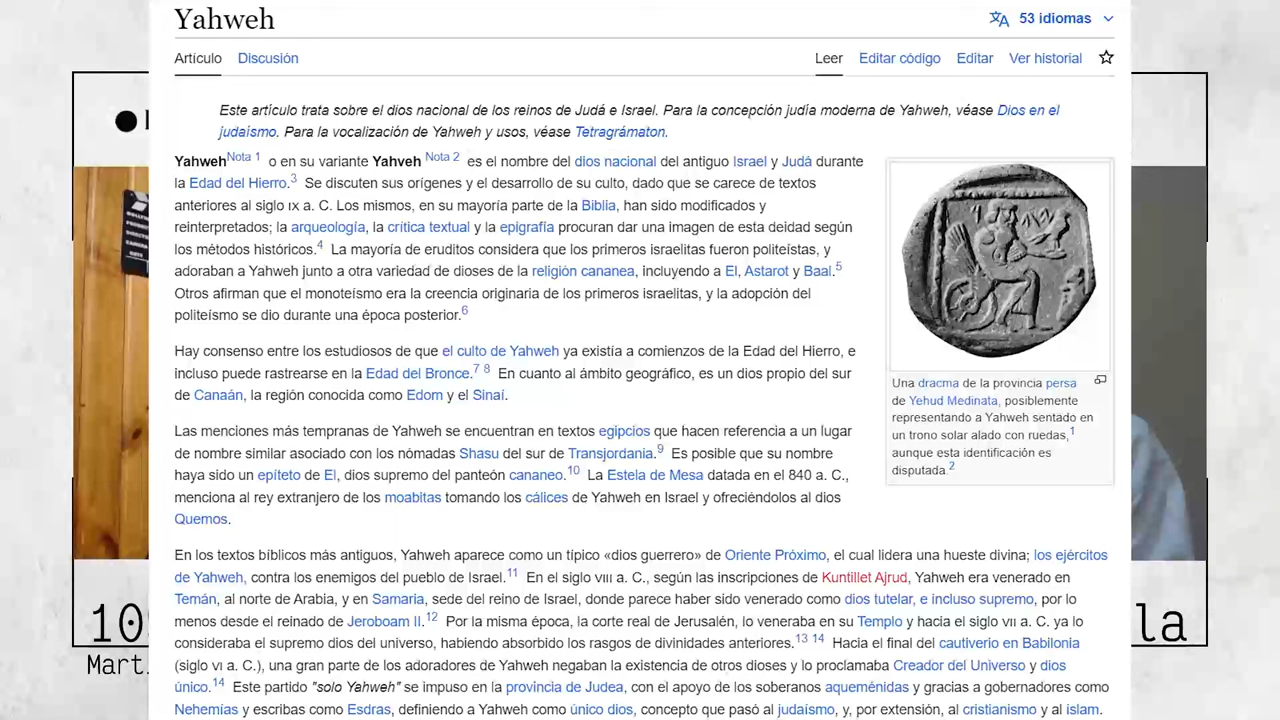 Yahweh
53 idiomas
Artículo Discusión Leer Editar código Editar Ver historial
Este artículo trata sobre el dios nacional de los reinos de Judá e Israel. Para la concepción judía moderna de Yahweh, véase Dios en el
judaísmo. Para la vocalización de Yahweh y usos, véase Tetragrámaton.
Yahweh Nota 1 o en su variante Yahveh Nota 2 es el nombre del dios nacional del antiguo Israel y Judá durante
la Edad del Hierro.3 Se discuten sus orígenes y el desarrollo de su culto, dado que se carece de textos
anteriores al siglo IX a. C. Los mismos, en su mayoría parte de la Biblia, han sido modificados y
reinterpretados; la arqueología, la crítica textual y la epigrafía procuran dar una imagen de esta deidad según
los métodos históricos.4 La mayoría de eruditos considera que los primeros israelitas fueron politeístas, y
adoraban a Yahweh junto a otra variedad de dioses de la religión cananea, incluyendo a El, Astarot y Baal.5
Otros afirman que el monoteísmo era la creencia originaria de los primeros israelitas, y la adopción del
politeísmo se dio durante una época posterior.6
Hay consenso entre los estudiosos de que el culto de Yahweh ya existía a comienzos de la Edad del Hierro, e
incluso puede rastrearse en la Edad del Bronce.7 8 En cuanto al ámbito geográfico, es un dios propio del sur
de Canaán, la región conocida como Edom y el Sinaí.
Las menciones más tempranas de Yahweh se encuentran en textos egipcios que hacen referencia a un lugar
de nombre similar asociado con los nómadas Shasu del sur de Transjordania.9 Es posible que su nombre
haya sido un epíteto de El, dios supremo del panteón cananeo.10 La Estela de Mesa datada en el 840 a. C.,
menciona al rey extranjero de los moabitas tomando los cálices de Yahweh en Israel y ofreciéndolos al dios
Quemos.
Una dracma de la provincia persa
de Yehud Medinata, posiblemente
representando a Yahweh sentado en
un trono solar alado con ruedas,1
aunque esta identificación es
disputada.2
En los textos bíblicos más antiguos, Yahweh aparece como un típico «dios guerrero» de Oriente Próximo, el cual lidera una hueste divina; los ejércitos
de Yahweh, contra los enemigos del pueblo de Israel.11 En el siglo VIII a. C., según las inscripciones de Kuntillet Ajrud, Yahweh era venerado en
Temán, al norte de Arabia, y en Samaria, sede del reino de Israel, donde parece haber sido venerado como dios tutelar, e incluso supremo, por lo
menos desde el reinado de Jeroboam II.12 Por la misma época, la corte real de Jerusalén, lo veneraba en su Templo y hacia el siglo VII a. C. ya lo
consideraba el supremo dios del universo, habiendo absorbido los rasgos de divinidades anteriores.13 14 Hacia el final del cautiverio en Babilonia
(siglo VI a. C.), una gran parte de los adoradores de Yahweh negaban la existencia de otros dioses y lo proclamaba Creador del Universo y dios
único.14 Este partido "solo Yahweh" se impuso en la provincia de Judea, con el apoyo de los soberanos aqueménidas y gracias a gobernadores como
Nehemías y escribas como Esdras, definiendo a Yahweh como único dios, concepto que pasó al judaísmo, y, por extensión, al cristianismo y al islam.
10
la
Mart